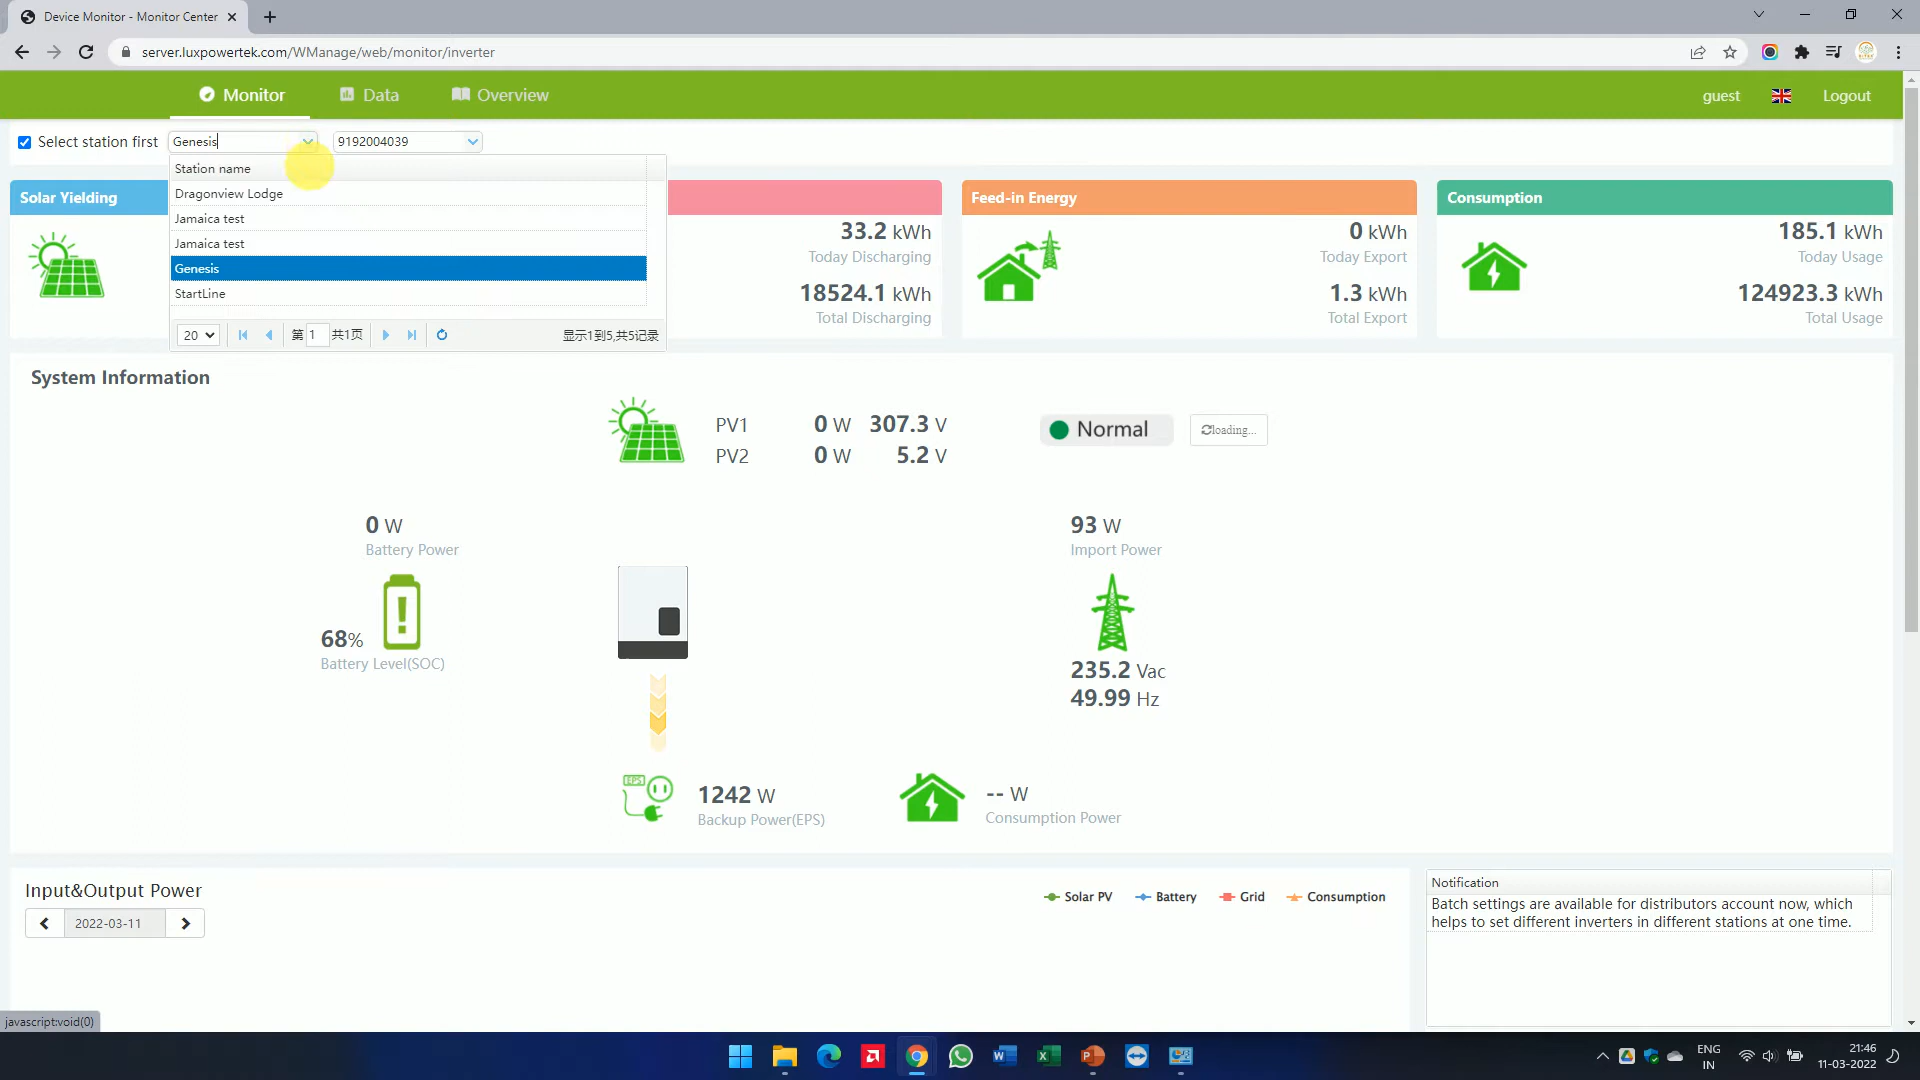 Device Monitor - Monitor Center
server.luxpowertek.com/WManage/web/monitor/inverter
Monitor
Data
Overview
guest
Logout
Select station first
Genesis
9192004039
Station name
Dragonview Lodge
Jamaica test
Jamaica test
Genesis
StartLine
20
第 1 共1页
显示1到5,共5记录
Solar Yielding
33.2 kWh
Today Discharging
18524.1 kWh
Total Discharging
Feed-in Energy
0 kWh
Today Export
1.3 kWh
Total Export
Consumption
185.1 kWh
Today Usage
124923.3 kWh
Total Usage
System Information
PV1 0 W 307.3 V
PV2 0 W 5.2 V
Normal
loading...
0 W
Battery Power
68%
Battery Level(SOC)
93 W
Import Power
235.2 Vac
49.99 Hz
EPS
1242 W
Backup Power(EPS)
-- W
Consumption Power
Input&Output Power
2022-03-11
Solar PV
Battery
Grid
Consumption
Notification
Batch settings are available for distributors account now, which
helps to set different inverters in different stations at one time.
javascript:void(0)
ENG
IN
21:46
11-03-2022